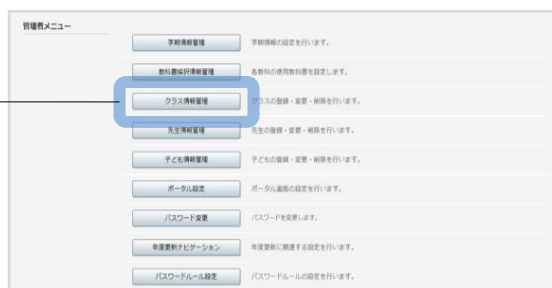 管理者メニュー
学期情報管理 学期情報の設定を行います。
教科書採択情報管理 各教科の使用教科書を設定します。
クラス情報管理 クラスの登録・変更・削除を行います。
先生情報管理 先生の登録・変更・削除を行います。
子ども情報管理 子どもの登録・変更・削除を行います。
ポータル設定 ポータル画面の設定を行います。
パスワード変更 パスワードを変更します。
年度更新ナビゲーション 年度更新に関連する設定を行います。
パスワードルール設定 パスワードルールの設定を行います。